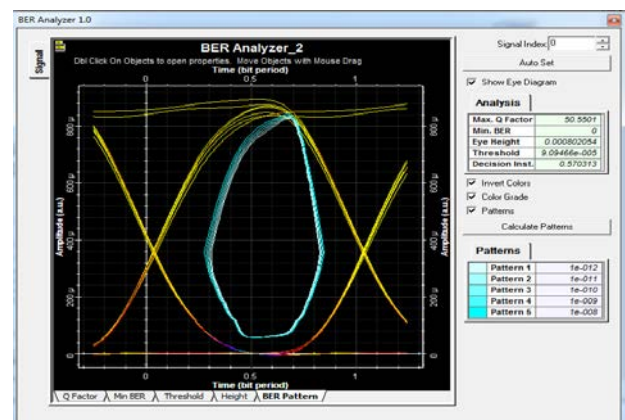 BER Analyzer 1.0
Signal
BER Analyzer_2
Dbl Click On Objects to open properties. Move Objects with Mouse Drag
Time (bit period)
0 0.5 1
Amplitude (a.u.)
800 µ
600 µ
400 µ
200 µ
0
Amplitude (a.u.)
800 µ
600 µ
400 µ
200 µ
0
0 0.5 1
Time (bit period)
Q Factor Min BER Threshold Height BER Pattern
Signal Index: 0
Auto Set
Show Eye Diagram
Analysis
Max. Q Factor 50.5501
Min. BER 0
Eye Height 0.000802054
Threshold 9.09466e-005
Decision Inst. 0.570313
Invert Colors
Color Grade
Patterns
Calculate Patterns
Patterns
Pattern 1 1e-012
Pattern 2 1e-011
Pattern 3 1e-010
Pattern 4 1e-009
Pattern 5 1e-008